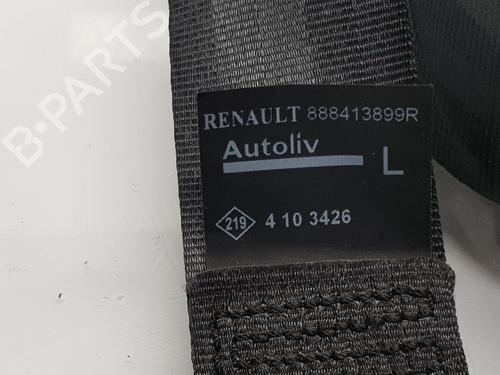 B-PARTS
RENAULT 888413899R
Autoliv
L
219 4 10 3426